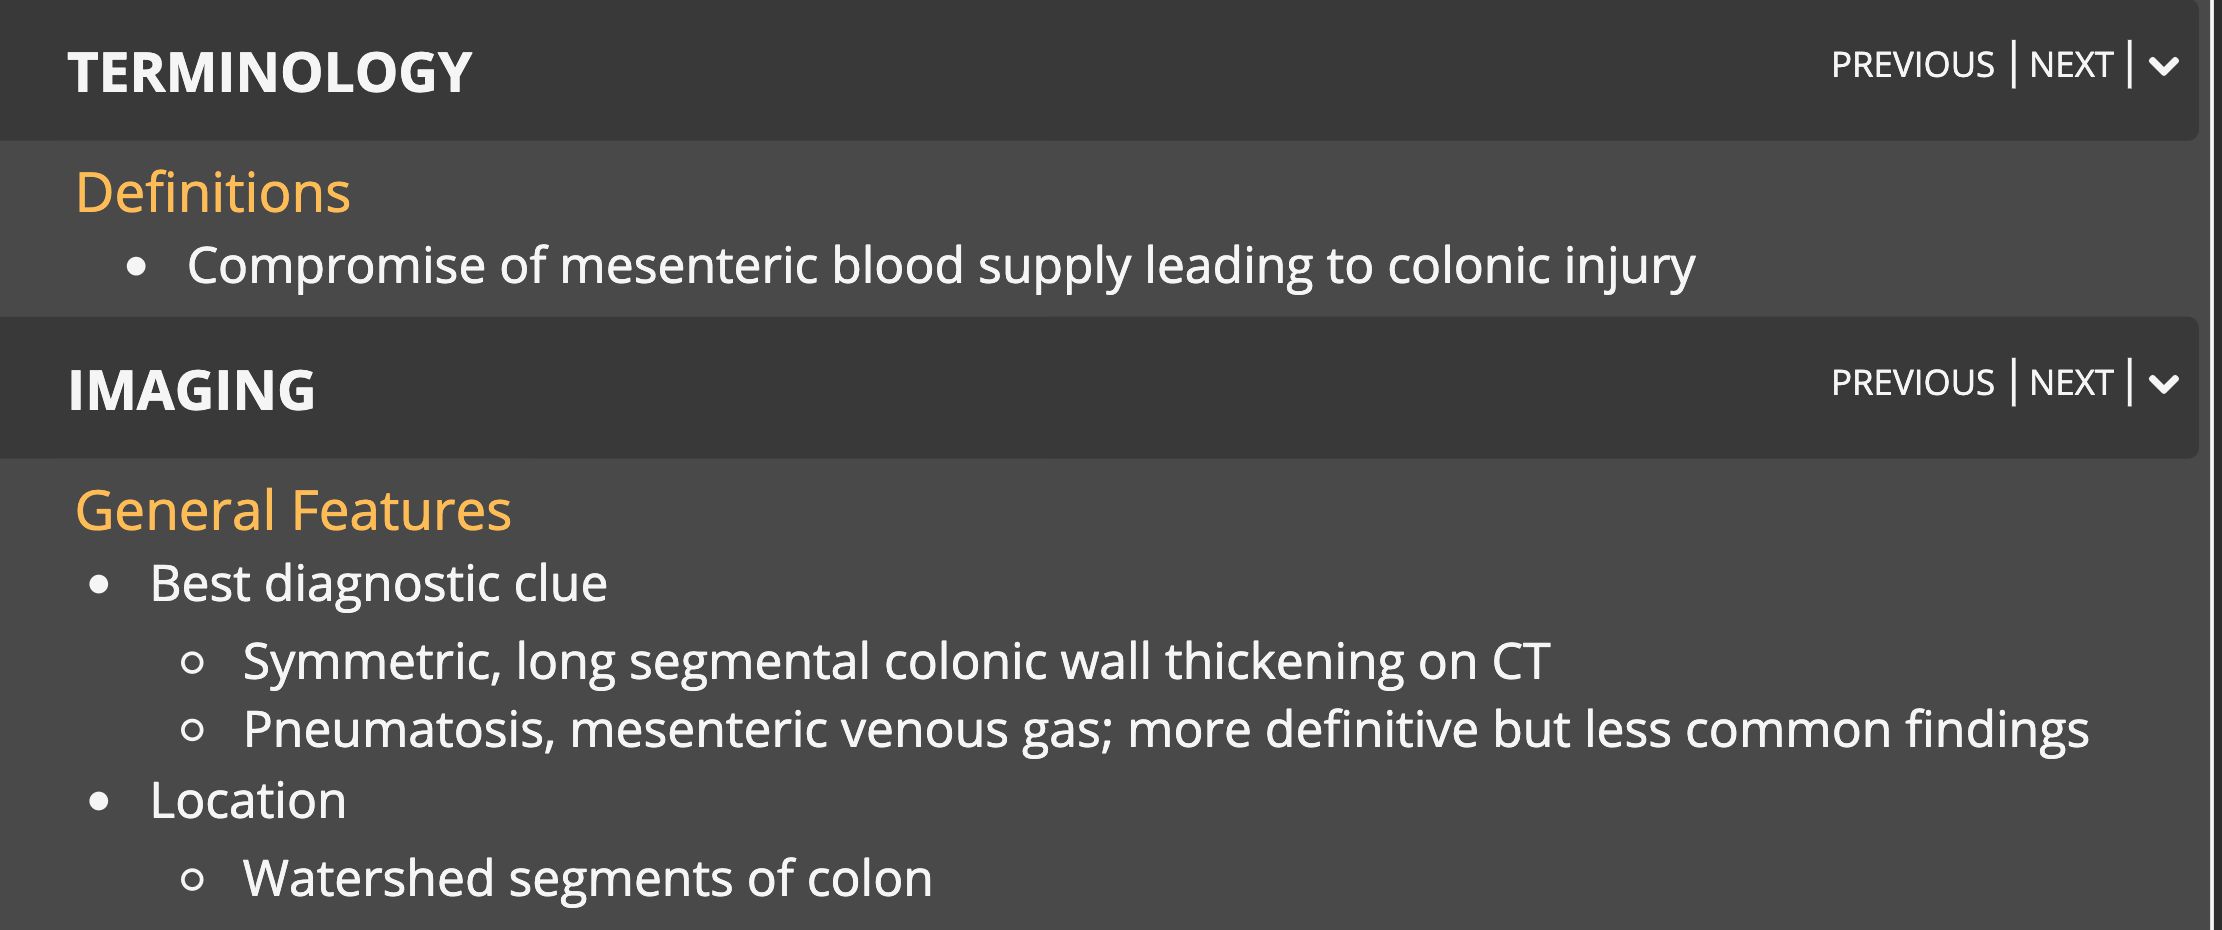 TERMINOLOGY
PREVIOUS | NEXT |
Definitions
• Compromise of mesenteric blood supply leading to colonic injury
IMAGING
PREVIOUS | NEXT |
General Features
• Best diagnostic clue
○ Symmetric, long segmental colonic wall thickening on CT
○ Pneumatosis, mesenteric venous gas; more definitive but less common findings
• Location
○ Watershed segments of colon